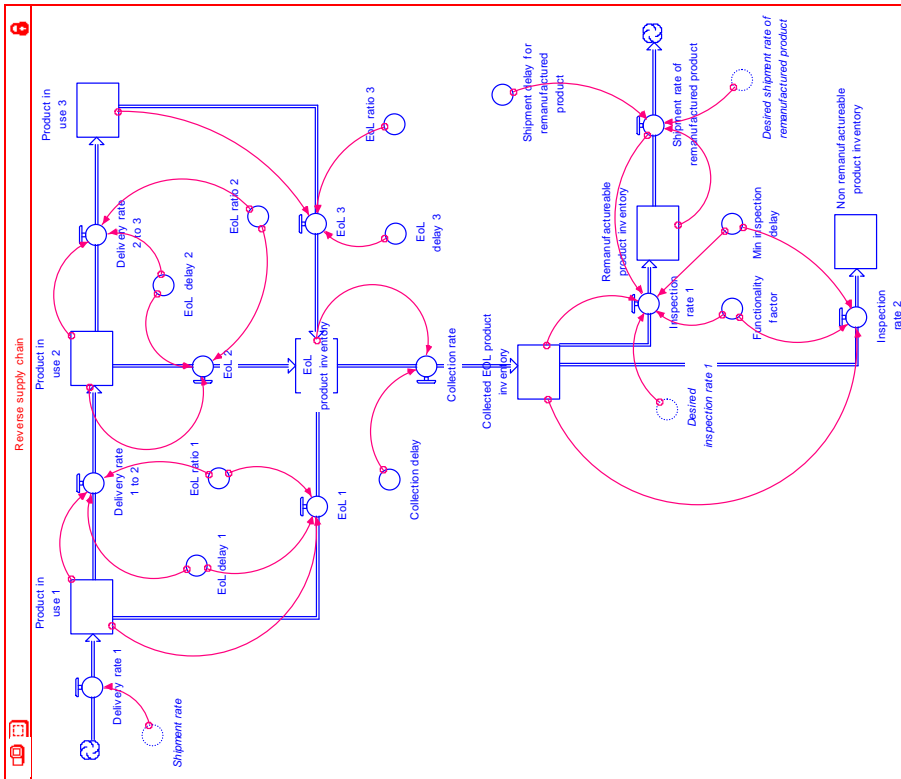 Reverse supply chain
Product in
use 1
Product in
use 2
Product in
use 3
Delivery rate 1
Delivery rate
1 to 2
Delivery rate
2 to 3
Shipment rate
EoL delay 1
EoL ratio 1
EoL delay 2
EoL ratio 2
EoL 1
EoL 2
EoL 3
EoL
delay 3
EoL ratio 3
EoL
product inventory
Collection delay
Collection rate
Collected EOL product
inventory
Shipment delay for
remanufactured
product
Remanufactureable
product inventory
Shipment rate of
remanufactured product
Desired shipment rate of
remanufactured product
Desired
inspection rate 1
Inspection
rate 1
Functionality
factor
Min inspection
delay
Inspection
rate 2
Non remanufactureable
product inventory